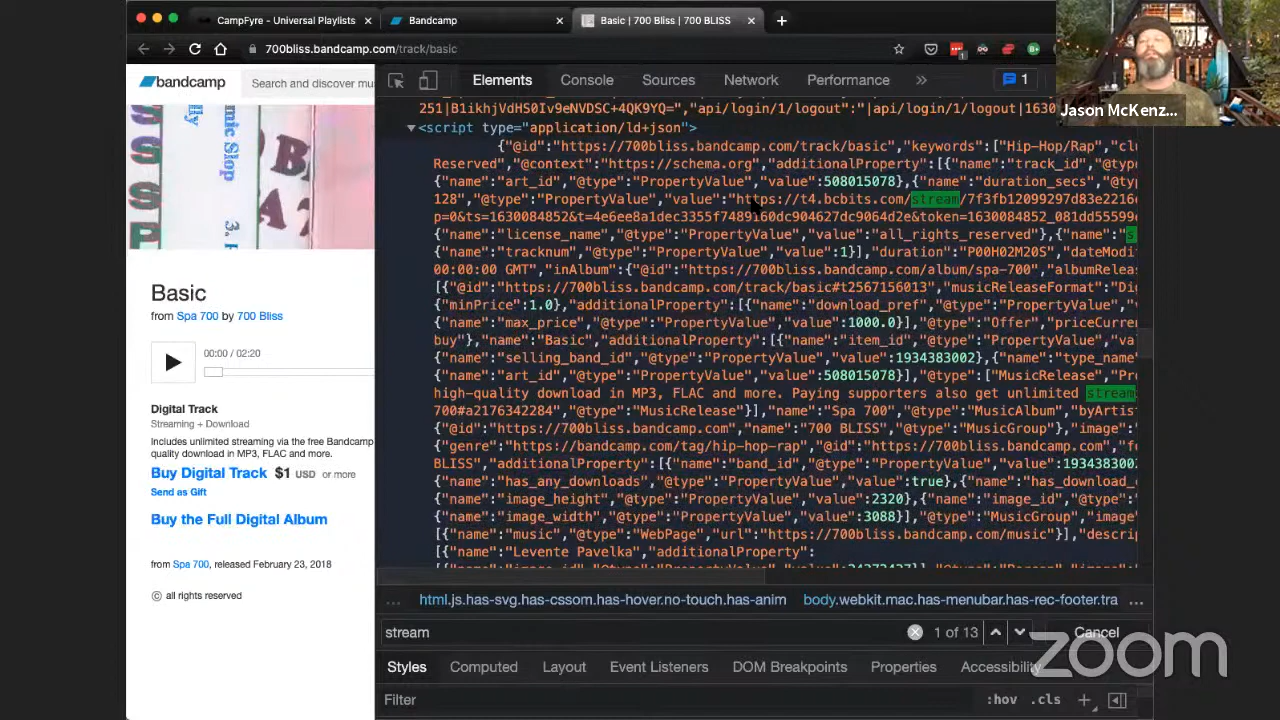 CampFyre - Universal Playlists
Bandcamp
Basic | 700 Bliss | 700 BLISS
700bliss.bandcamp.com/track/basic
Jason McKenz...
bandcamp
Search and discover mu
Elements Console Sources Network Performance » 1
<script type="application/ld+json">
{"@id":"https://700bliss.bandcamp.com/track/basic","keywords":["Hip-Hop/Rap","clu
Reserved","@context":"https://schema.org","additionalProperty":[{"name":"track_id","@typ
{"name":"art_id","@type":"PropertyValue","value":508015078},{"name":"duration_secs","@ty
128","@type":"PropertyValue","value":"https://t4.bcbits.com/stream/7f3fb12099297d83e2216
{"name":"license_name","@type":"PropertyValue","value":"all_rights_reserved"},{"name":"s
{"name":"tracknum","@type":"PropertyValue","value":1}],"duration":"P00H02M20S","dateModi
00:00:00 GMT","inAlbum":{"@id":"https://700bliss.bandcamp.com/album/spa-700","albumRelea
[{"@id":"https://700bliss.bandcamp.com/track/basic#t2567156013","musicReleaseFormat":"Di
{"minPrice":1.0},"additionalProperty":[{"name":"download_pref","@type":"PropertyValue","
{"name":"max_price","@type":"PropertyValue","value":1000.0}],"@type":"Offer","priceCurre
buy"},"name":"Basic","additionalProperty":[{"name":"item_id","@type":"PropertyValue","va
{"name":"selling_band_id","@type":"PropertyValue","value":1934383002},{"name":"type_name
{"name":"art_id","@type":"PropertyValue","value":508015078}],"@type":["MusicRelease","Pr
high-quality download in MP3, FLAC and more. Paying supporters also get unlimited stream
700#a2176342284","@type":"MusicRelease"}],"name":"Spa 700","@type":"MusicAlbum","byArtis
{"@id":"https://700bliss.bandcamp.com","name":"700 BLISS","@type":"MusicGroup"},"image":
{"genre":"https://bandcamp.com/tag/hip-hop-rap","@id":"https://700bliss.bandcamp.com","f
BLISS","additionalProperty":[{"name":"band_id","@type":"PropertyValue","value":193438300
{"name":"has_any_downloads","@type":"PropertyValue","value":true},{"name":"has_download_
{"name":"image_height","@type":"PropertyValue","value":2320},{"name":"image_id","@type":
{"name":"image_width","@type":"PropertyValue","value":3088}],"@type":"MusicGroup","image"
[{"name":"music","@type":"WebPage","url":"https://700bliss.bandcamp.com/music"}],"descrip
[{"name":"Levente Pavelka","additionalProperty":
Basic
from Spa 700 by 700 Bliss
00:00 / 02:20
Digital Track
Streaming + Download
Includes unlimited streaming via the free Bandcamp
quality download in MP3, FLAC and more.
Buy Digital Track $1 USD or more
Send as Gift
Buy the Full Digital Album
from Spa 700, released February 23, 2018
all rights reserved
... html.js.has-svg.has-cssom.has-hover.no-touch.has-anim body.webkit.mac.has-menubar.has-rec-footer.tra ...
stream 1 of 13 Cancel
Styles Computed Layout Event Listeners DOM Breakpoints Properties Accessibility
Filter :hov .cls
zoom